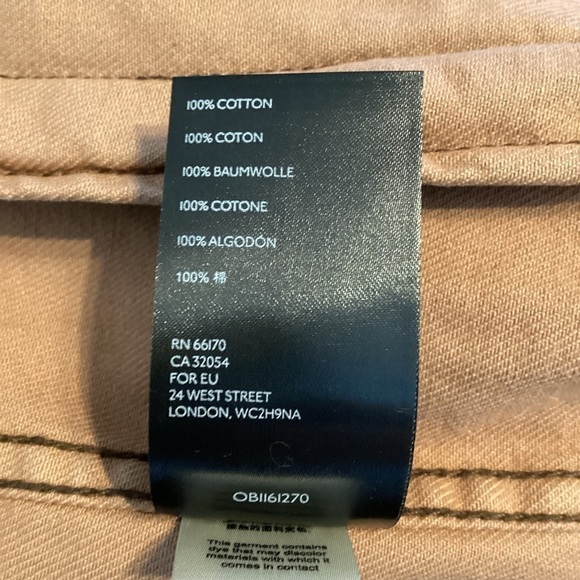 100% COTTON
100% COTON
100% BAUMWOLLE
100% COTONE
100% ALGODÓN
100% 棉
RN 66170
CA 32054
FOR EU
24 WEST STREET
LONDON, WC2H9NA
OB1161270
This garment contains
dye that may discolor
materials with which it
comes in contact